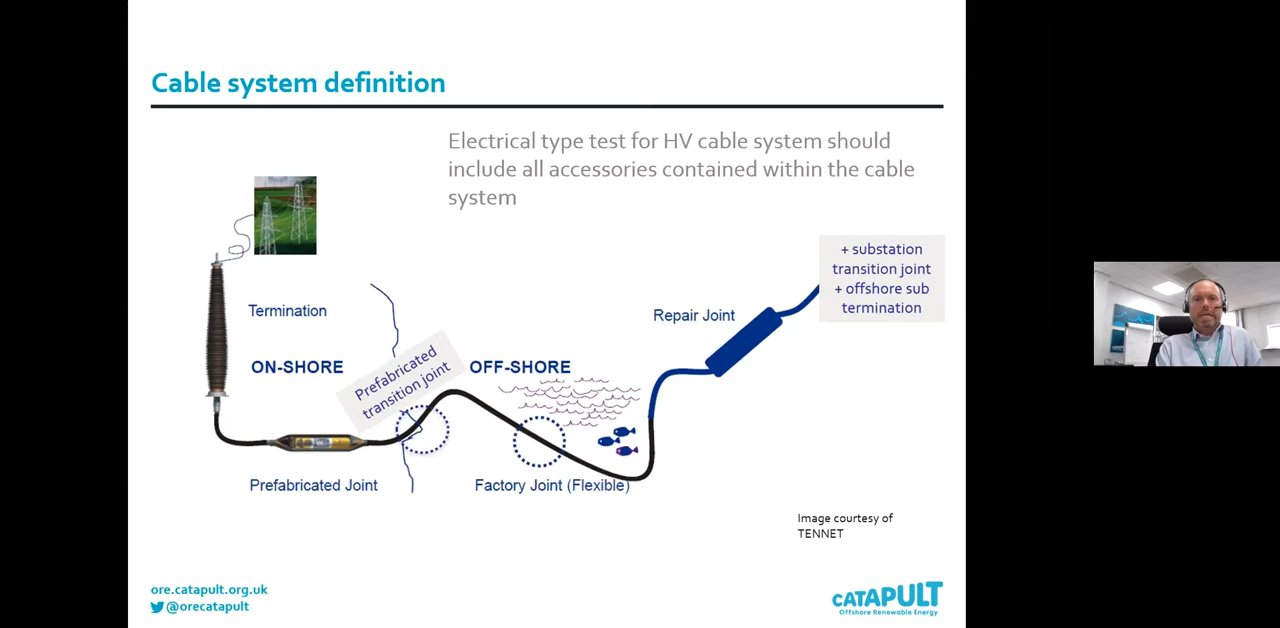 Cable system definition
Electrical type test for HV cable system should
include all accessories contained within the cable
system
+ substation
transition joint
+ offshore sub
termination
Termination
Repair Joint
ON-SHORE
Prefabricated
transition joint
OFF-SHORE
Prefabricated Joint
Factory Joint (Flexible)
Image courtesy of
TENNET
ore.catapult.org.uk
@orecatapult
CATAPULT
Offshore Renewable Energy